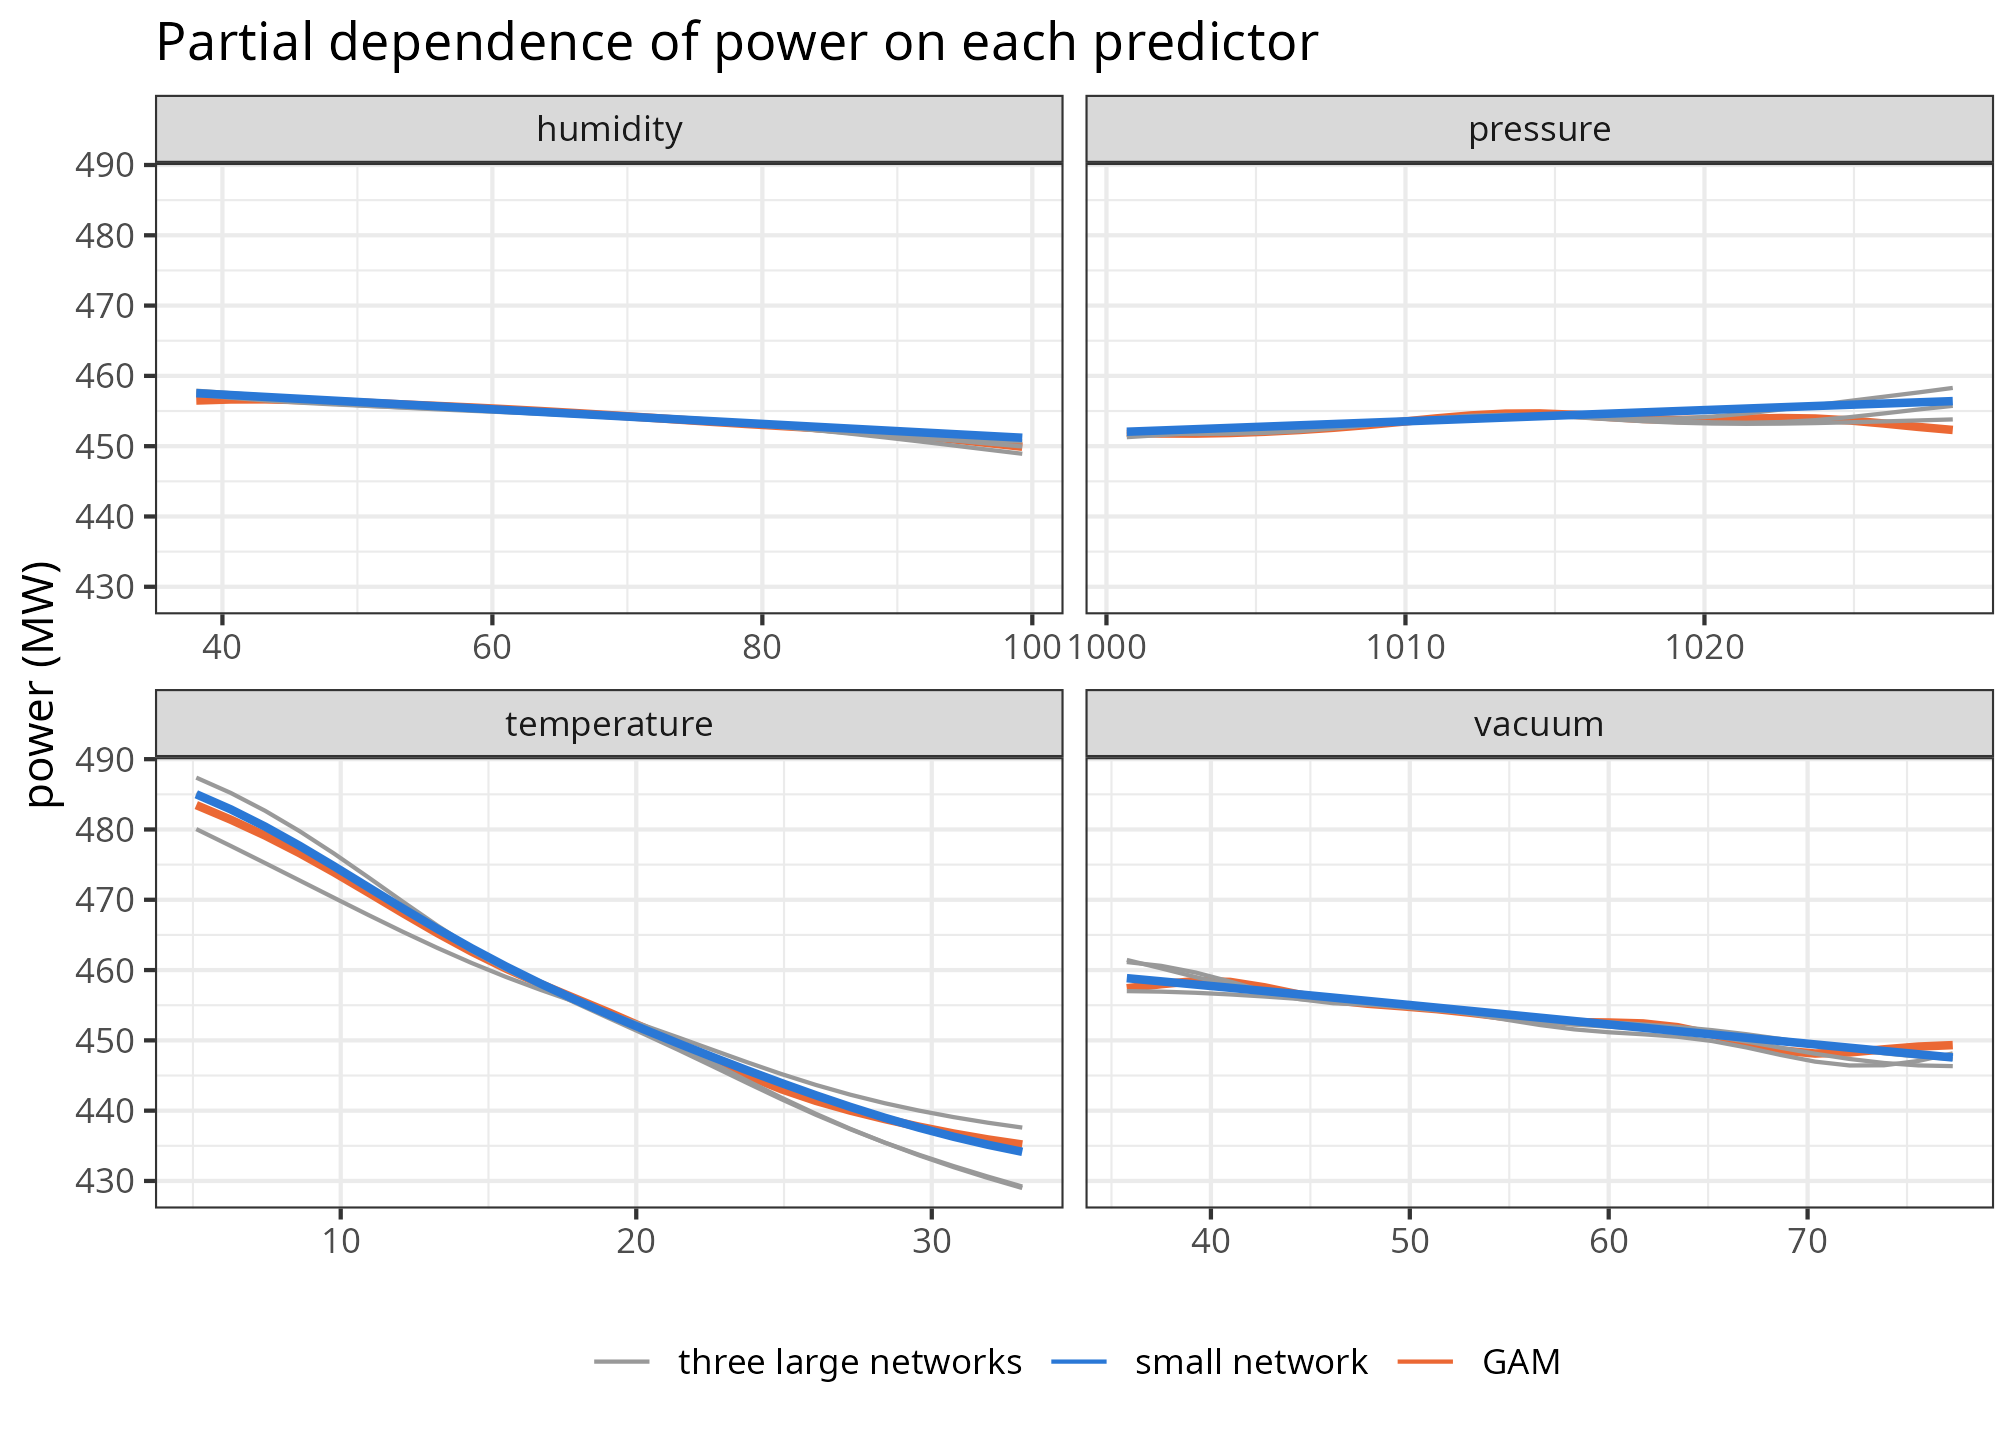 Partial dependence of power on each predictor
humidity
pressure
490
480
470
460
450
440
430
40 60 80 100
1000 1010 1020
temperature
vacuum
490
480
470
460
450
440
430
10 20 30
40 50 60 70
power (MW)
three large networks small network GAM